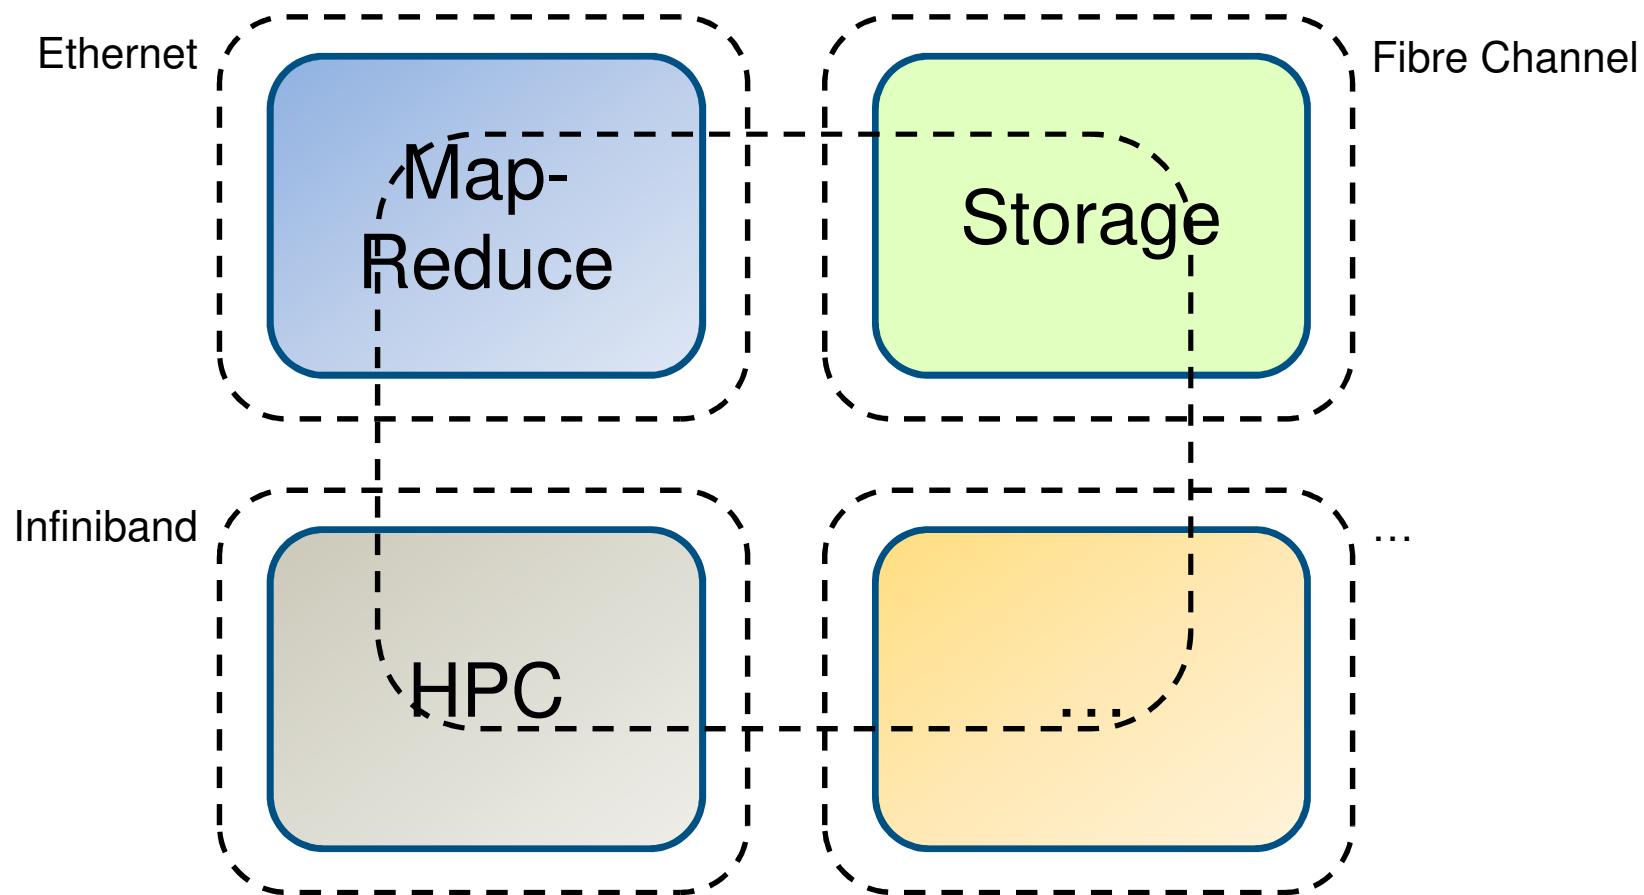 Ethernet
Fibre Channel
Map-
Reduce
Storage
Infiniband
...
HPC
...